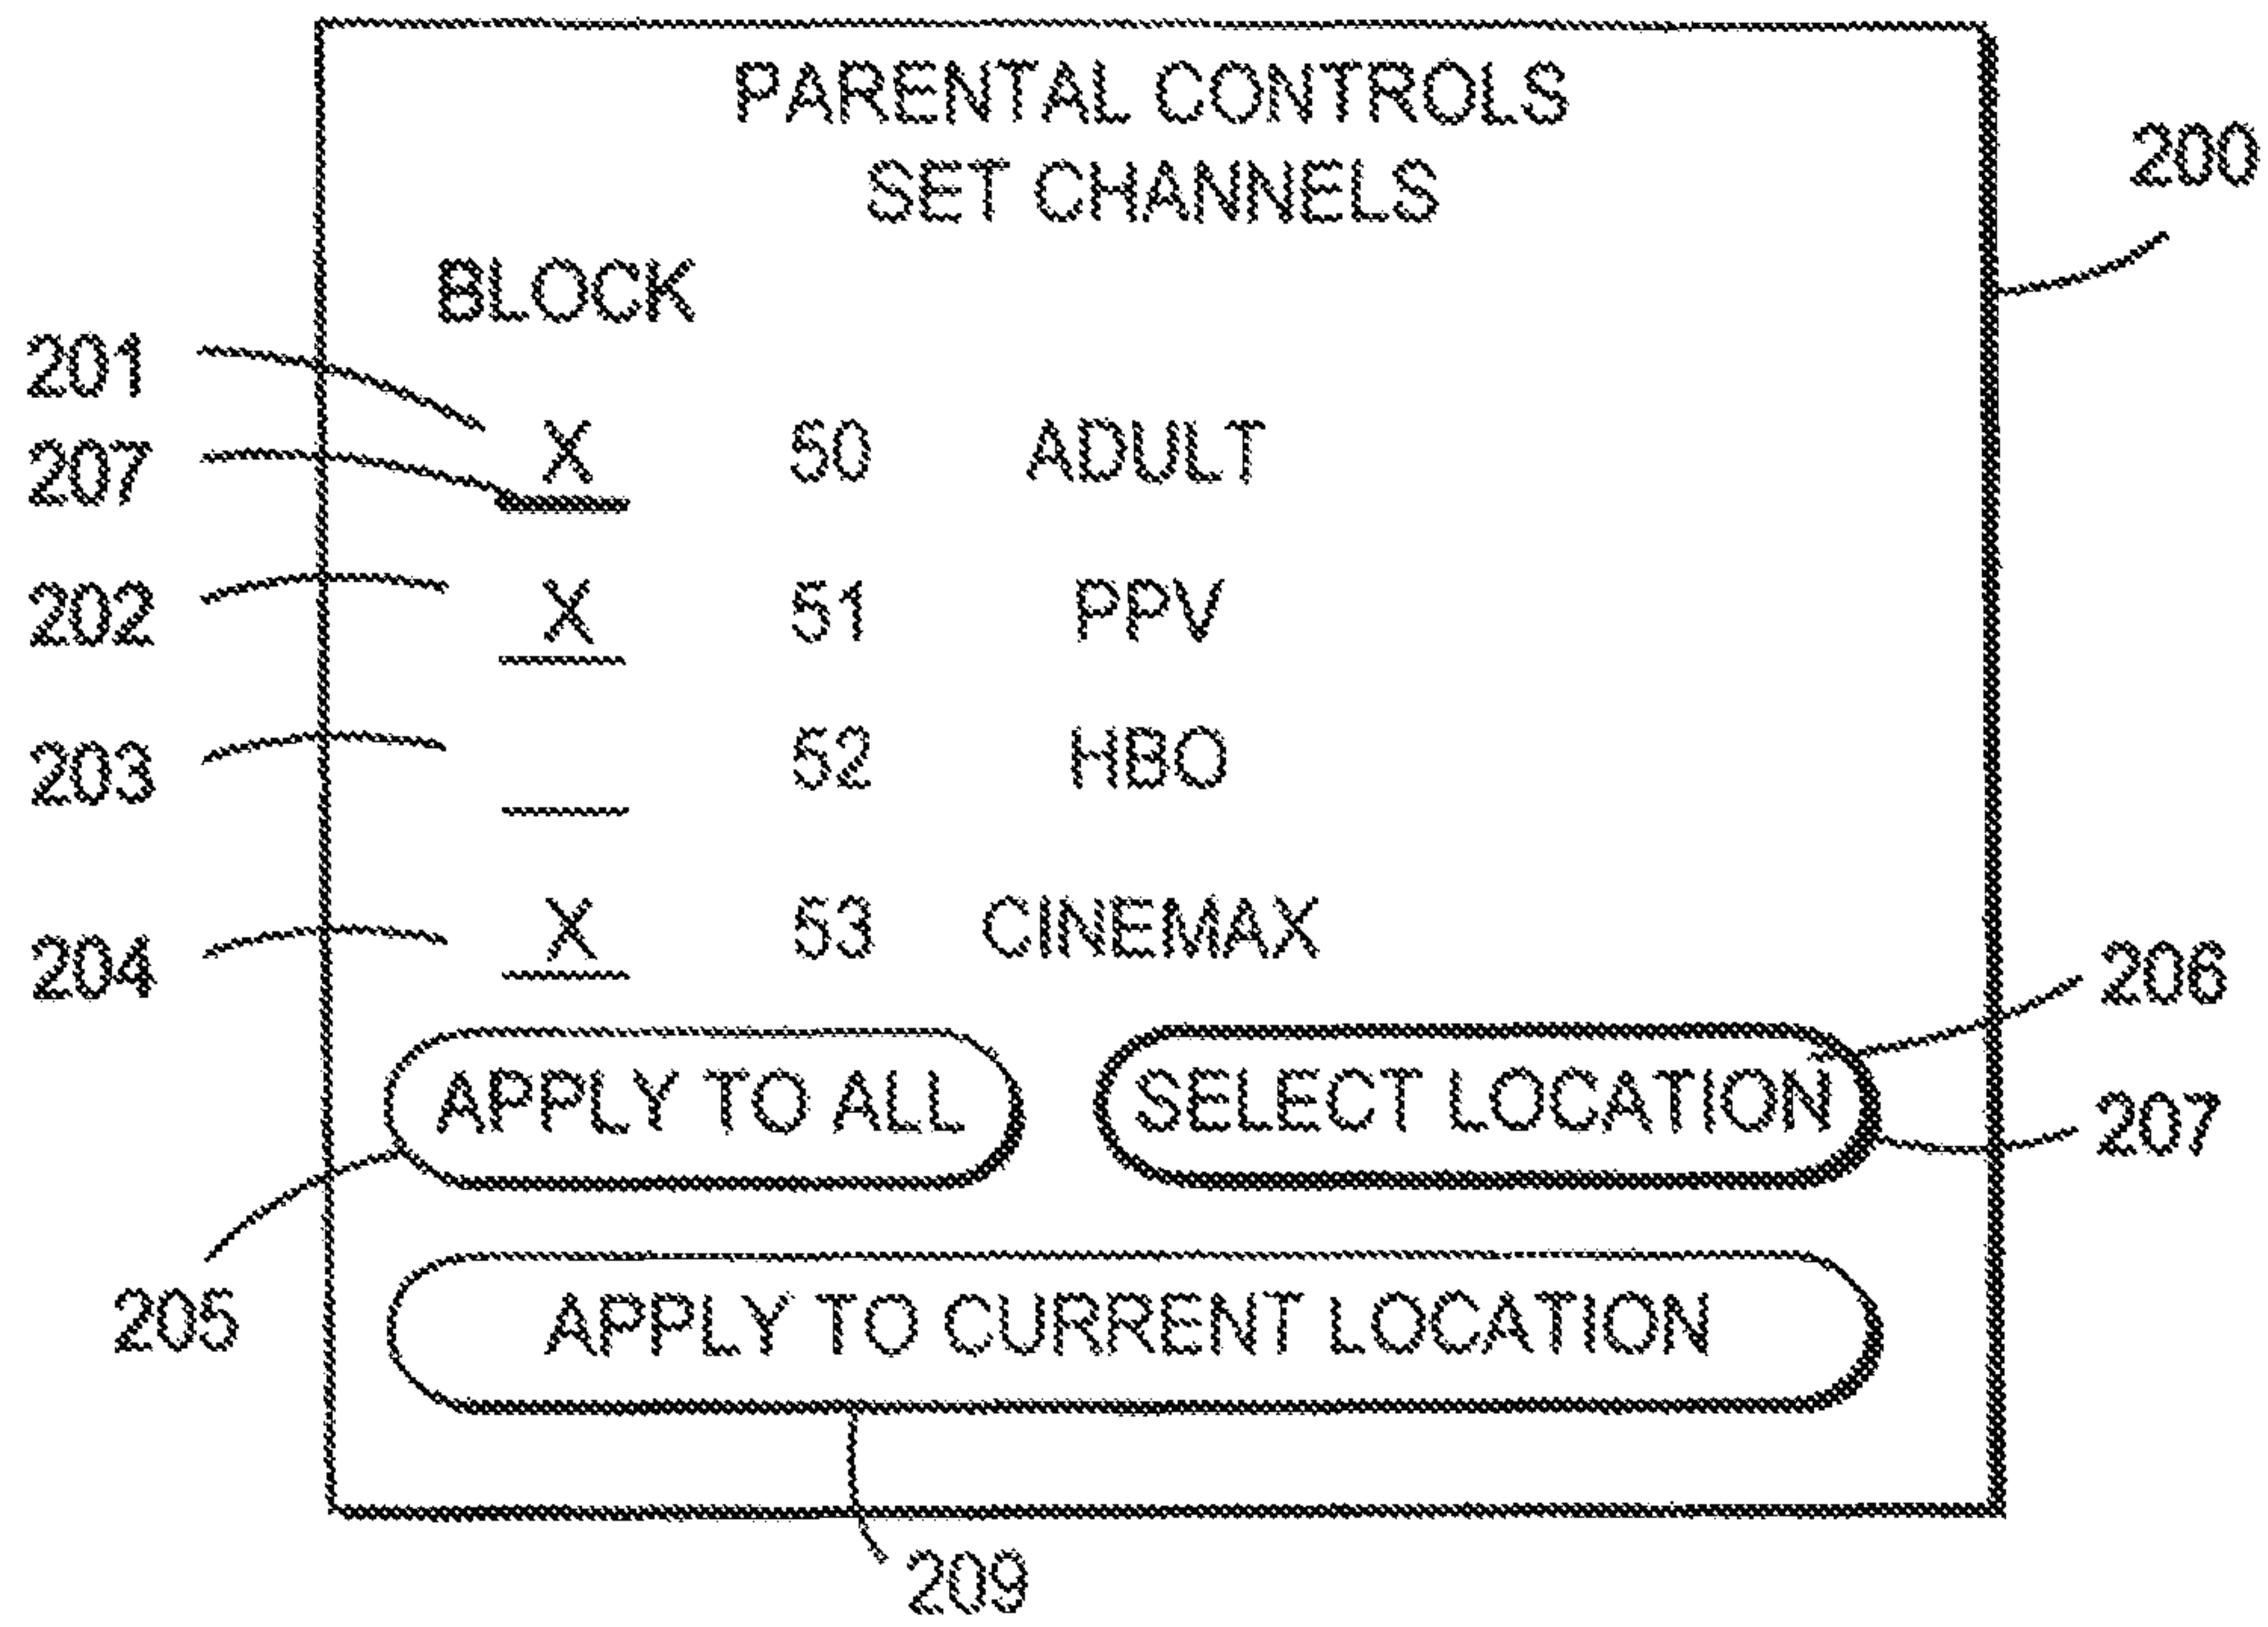 PARENTAL CONTROLS
200
SET CHANNELS
BLOCK
201
X 50 ADULT
207
202 X 51 PPV
203 52 HBO
204 X 53 CINEMAX
206
APPLY TO ALL SELECT LOCATION
207
205 APPLY TO CURRENT LOCATION
209